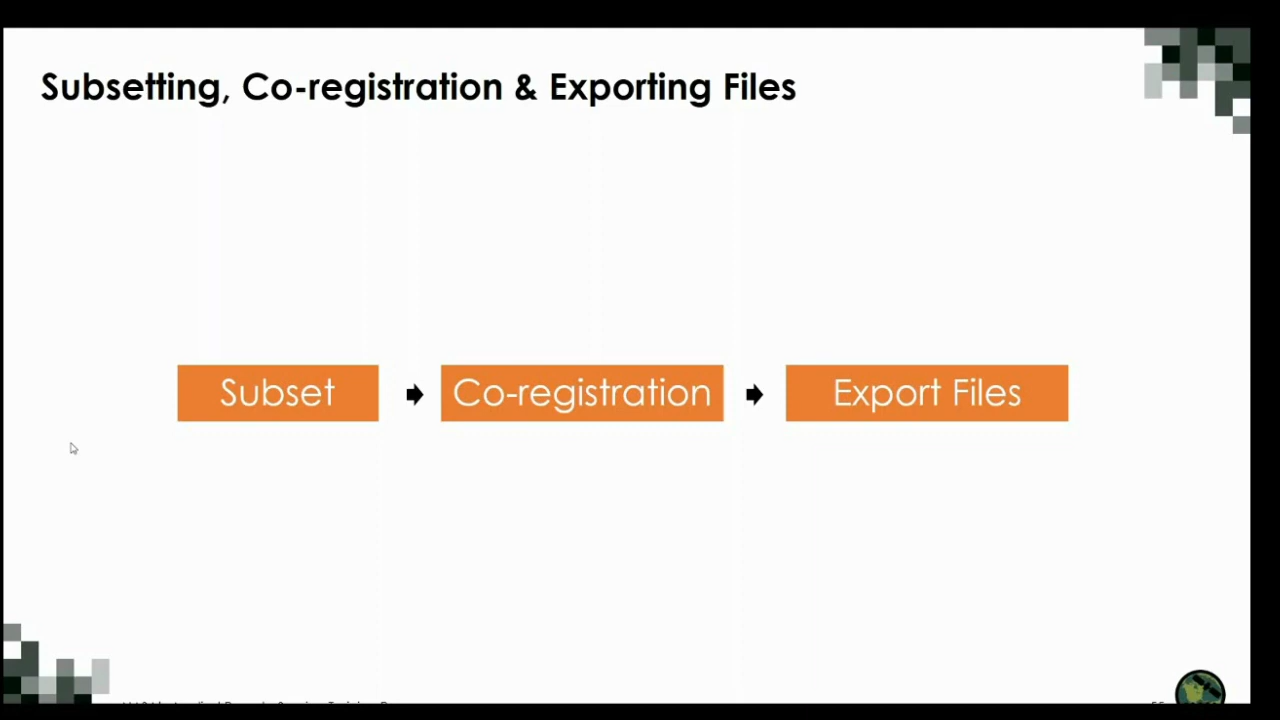 Subsetting, Co-registration & Exporting Files
Subset
Co-registration
Export Files